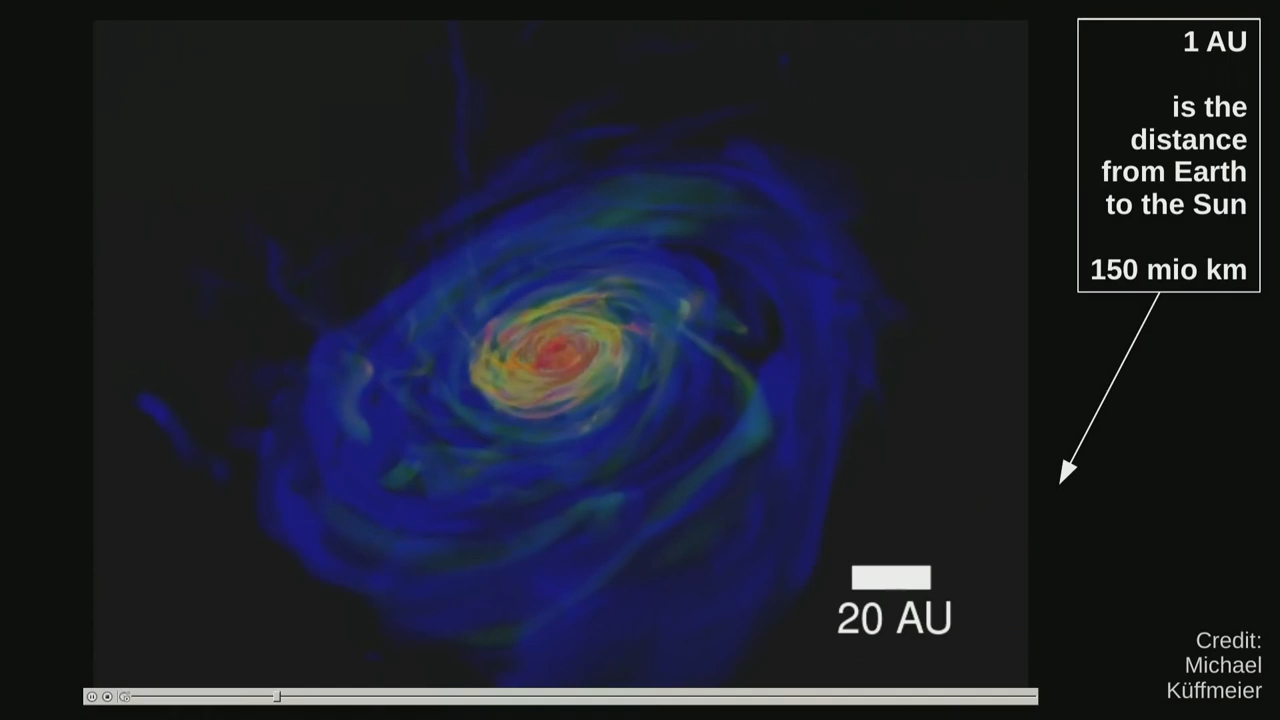 1 AU
is the
distance
from Earth
to the Sun
150 mio km
20 AU
Credit:
Michael
Küffmeier